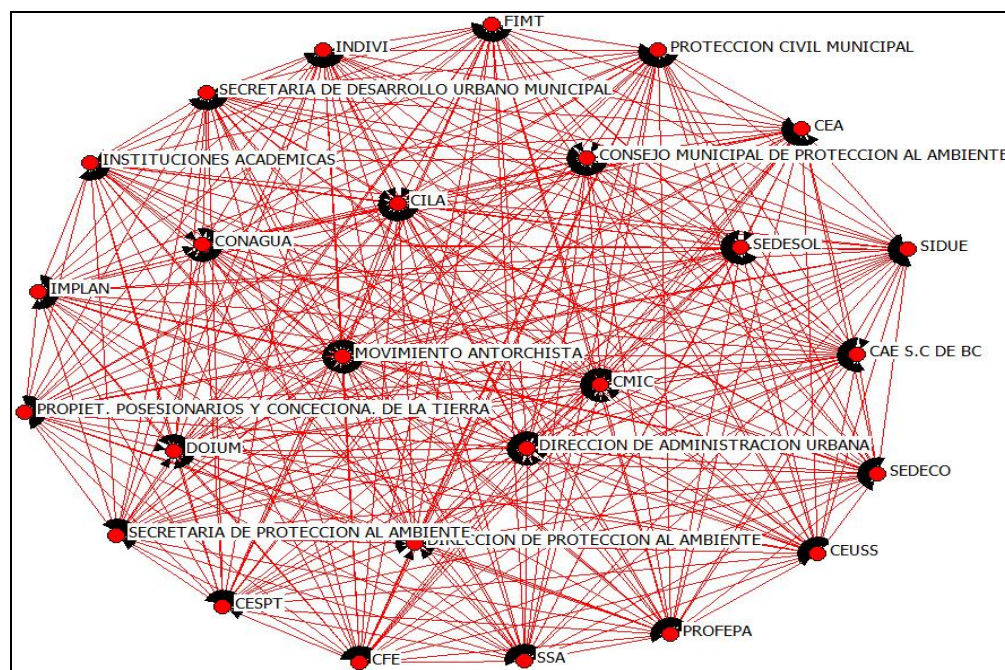 FIMT
INDIVI
PROTECCION CIVIL MUNICIPAL
SECRETARIA DE DESARROLLO URBANO MUNICIPAL
CEA
INSTITUCIONES ACADEMICAS
CONSEJO MUNICIPAL DE PROTECCION AL AMBIENTE
CILA
CONAGUA
SEDESOL
SIDUE
IMPLAN
MOVIMIENTO ANTORCHISTA
CAE S.C DE BC
CMIC
PROPIET. POSESIONARIOS Y CONCECIONA. DE LA TIERRA
DOIUM
DIRECCION DE ADMINISTRACION URBANA
SEDECO
SECRETARIA DE PROTECCION AL AMBIENTE
DIRECCION DE PROTECCION AL AMBIENTE
CEUSS
CESPT
PROFEPA
CFE
SSA